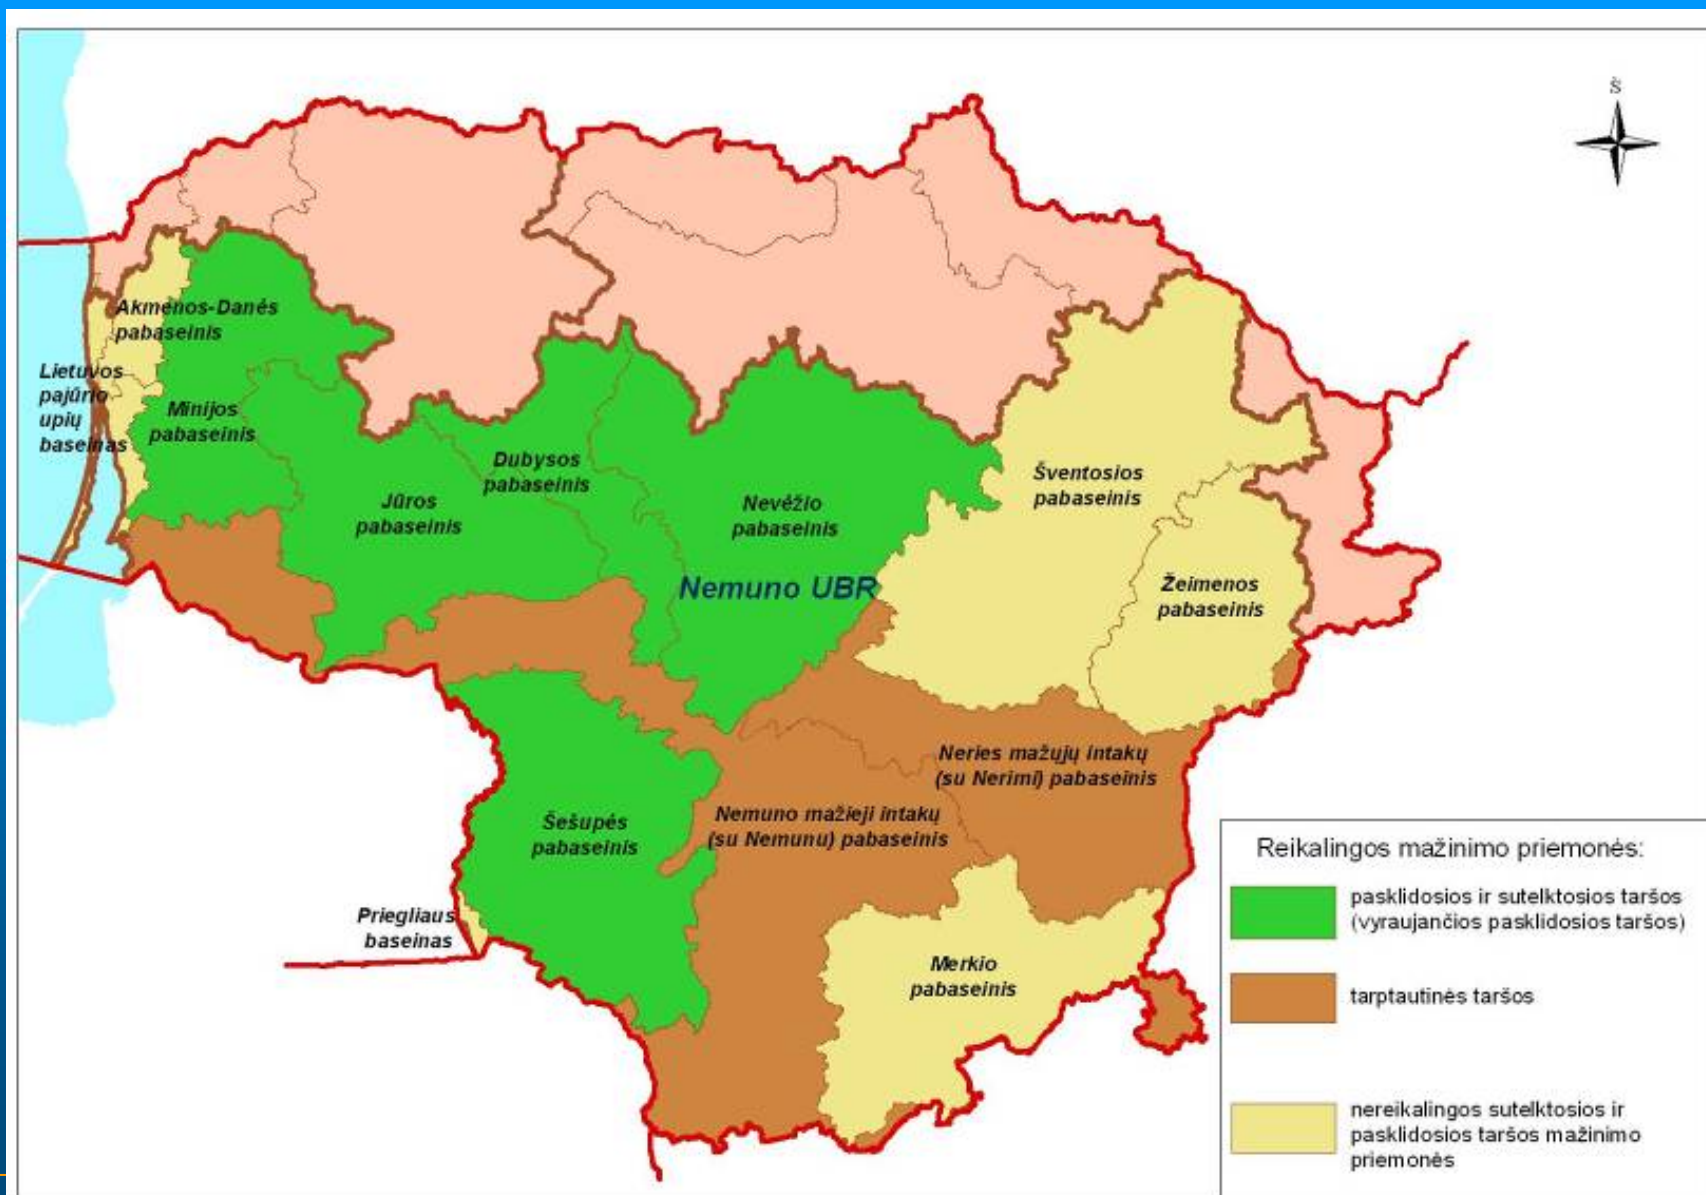 Š
Akmenos-Danės
pabaseinis
Lietuvos
pajūrio
upių
baseinas
Minijos
pabaseinis
Dubysos
pabaseinis
Jūros
pabaseinis
Nevėžio
pabaseinis
Šventosios
pabaseinis
Nemuno UBR
Žeimenos
pabaseinis
Neries mažųjų intakų
(su Nerimi) pabaseinis
Šešupės
pabaseinis
Nemuno mažieji intakų
(su Nemunu) pabaseinis
Priegliaus
baseinas
Merkio
pabaseinis
Reikalingos mažinimo priemonės:
pasklidosios ir sutelktosios taršos
(vyraujančios pasklidosios taršos)
tarptautinės taršos
nereikalingos sutelktosios ir
pasklidosios taršos mažinimo
priemonės